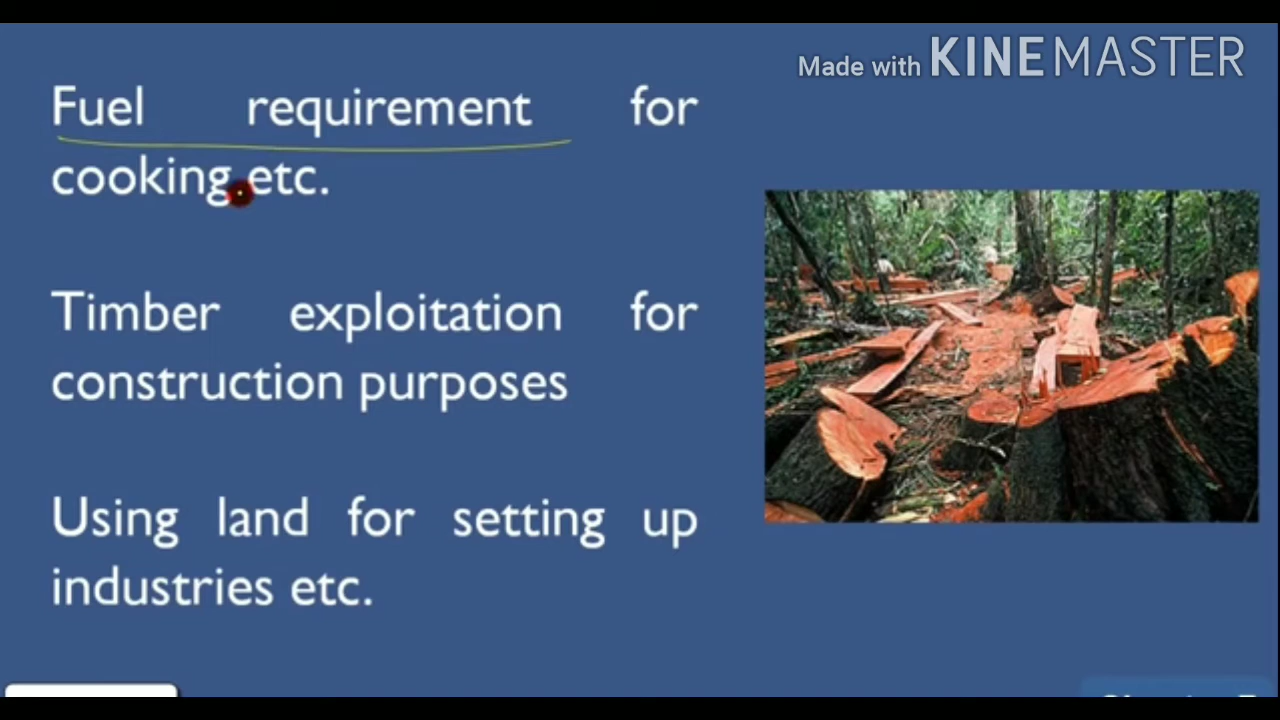 Made with KINEMASTER
Fuel requirement for
cooking etc.
Timber exploitation for
construction purposes
Using land for setting up
industries etc.